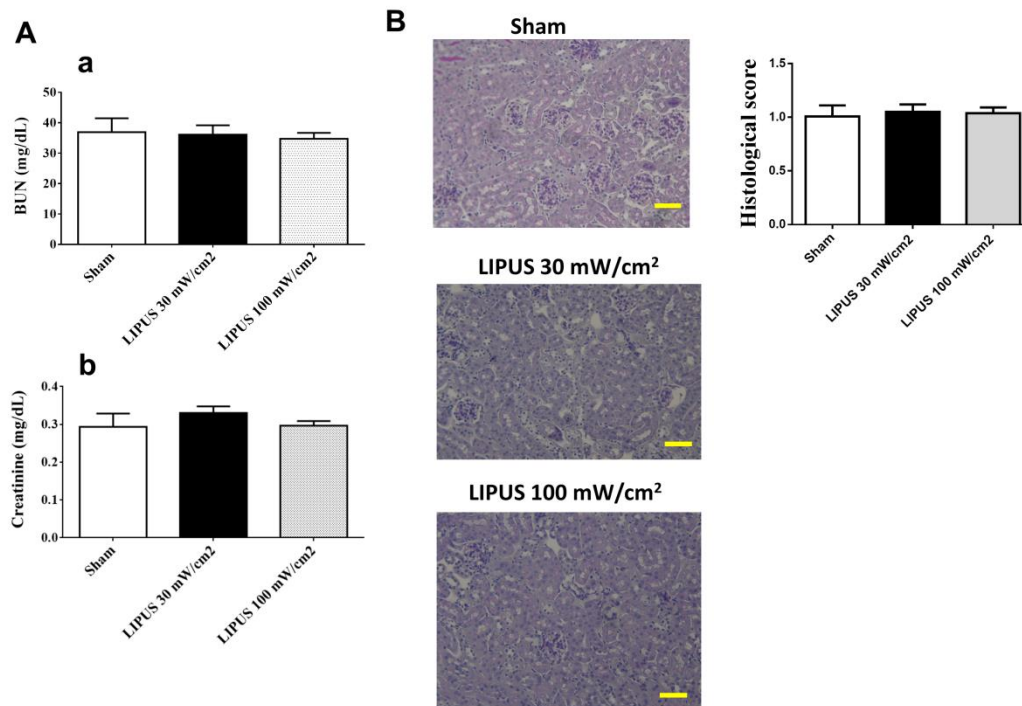 A
a
50
40
30
20
10
0
BUN (mg/dL)
Sham
LIPUS 30 mW/cm2
LIPUS 100 mW/cm2
b
0.4
0.3
0.2
0.1
0.0
Creatinine (mg/dL)
Sham
LIPUS 30 mW/cm2
LIPUS 100 mW/cm2
B
Sham
LIPUS 30 mW/cm²
LIPUS 100 mW/cm²
1.5
1.0
0.5
0.0
Histological score
Sham
LIPUS 30 mW/cm2
LIPUS 100 mW/cm2